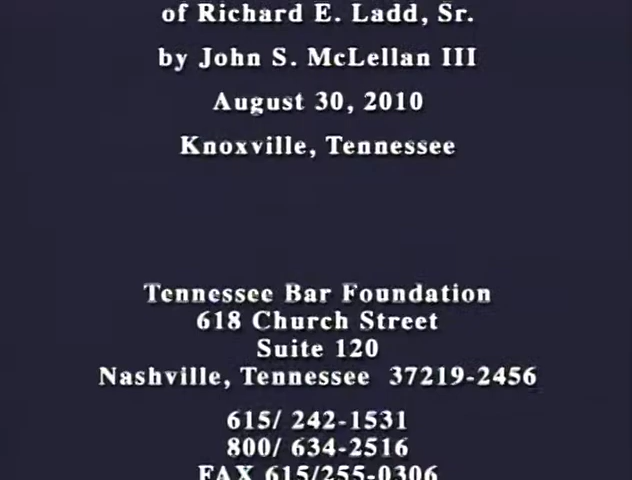 of Richard E. Ladd, Sr.
by John S. McLellan III
August 30, 2010
Knoxville, Tennessee
Tennessee Bar Foundation
618 Church Street
Suite 120
Nashville, Tennessee 37219-2456
615/ 242-1531
800/ 634-2516
FAX 615/255-0306